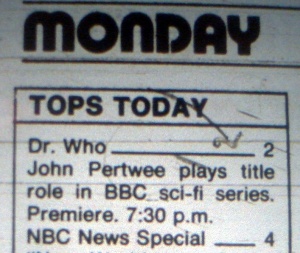 MONDAY
TOPS TODAY
Dr. Who 2
John Pertwee plays title
role in BBC sci-fi series.
Premiere. 7:30 p.m.
NBC News Special 4